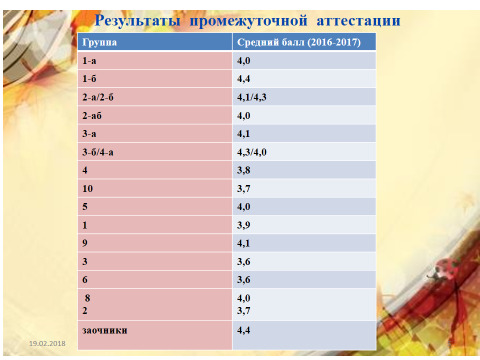 Результаты промежуточной аттестации
Группа Средний балл (2016-2017)
1-а 4,0
1-б 4,4
2-а/2-б 4,1/4,3
2-аб 4,0
3-а 4,1
3-б/4-а 4,3/4,0
4 3,8
10 3,7
5 4,0
1 3,9
9 4,1
3 3,6
6 3,6
8 4,0
2 3,7
заочники 4,4
19.02.2018